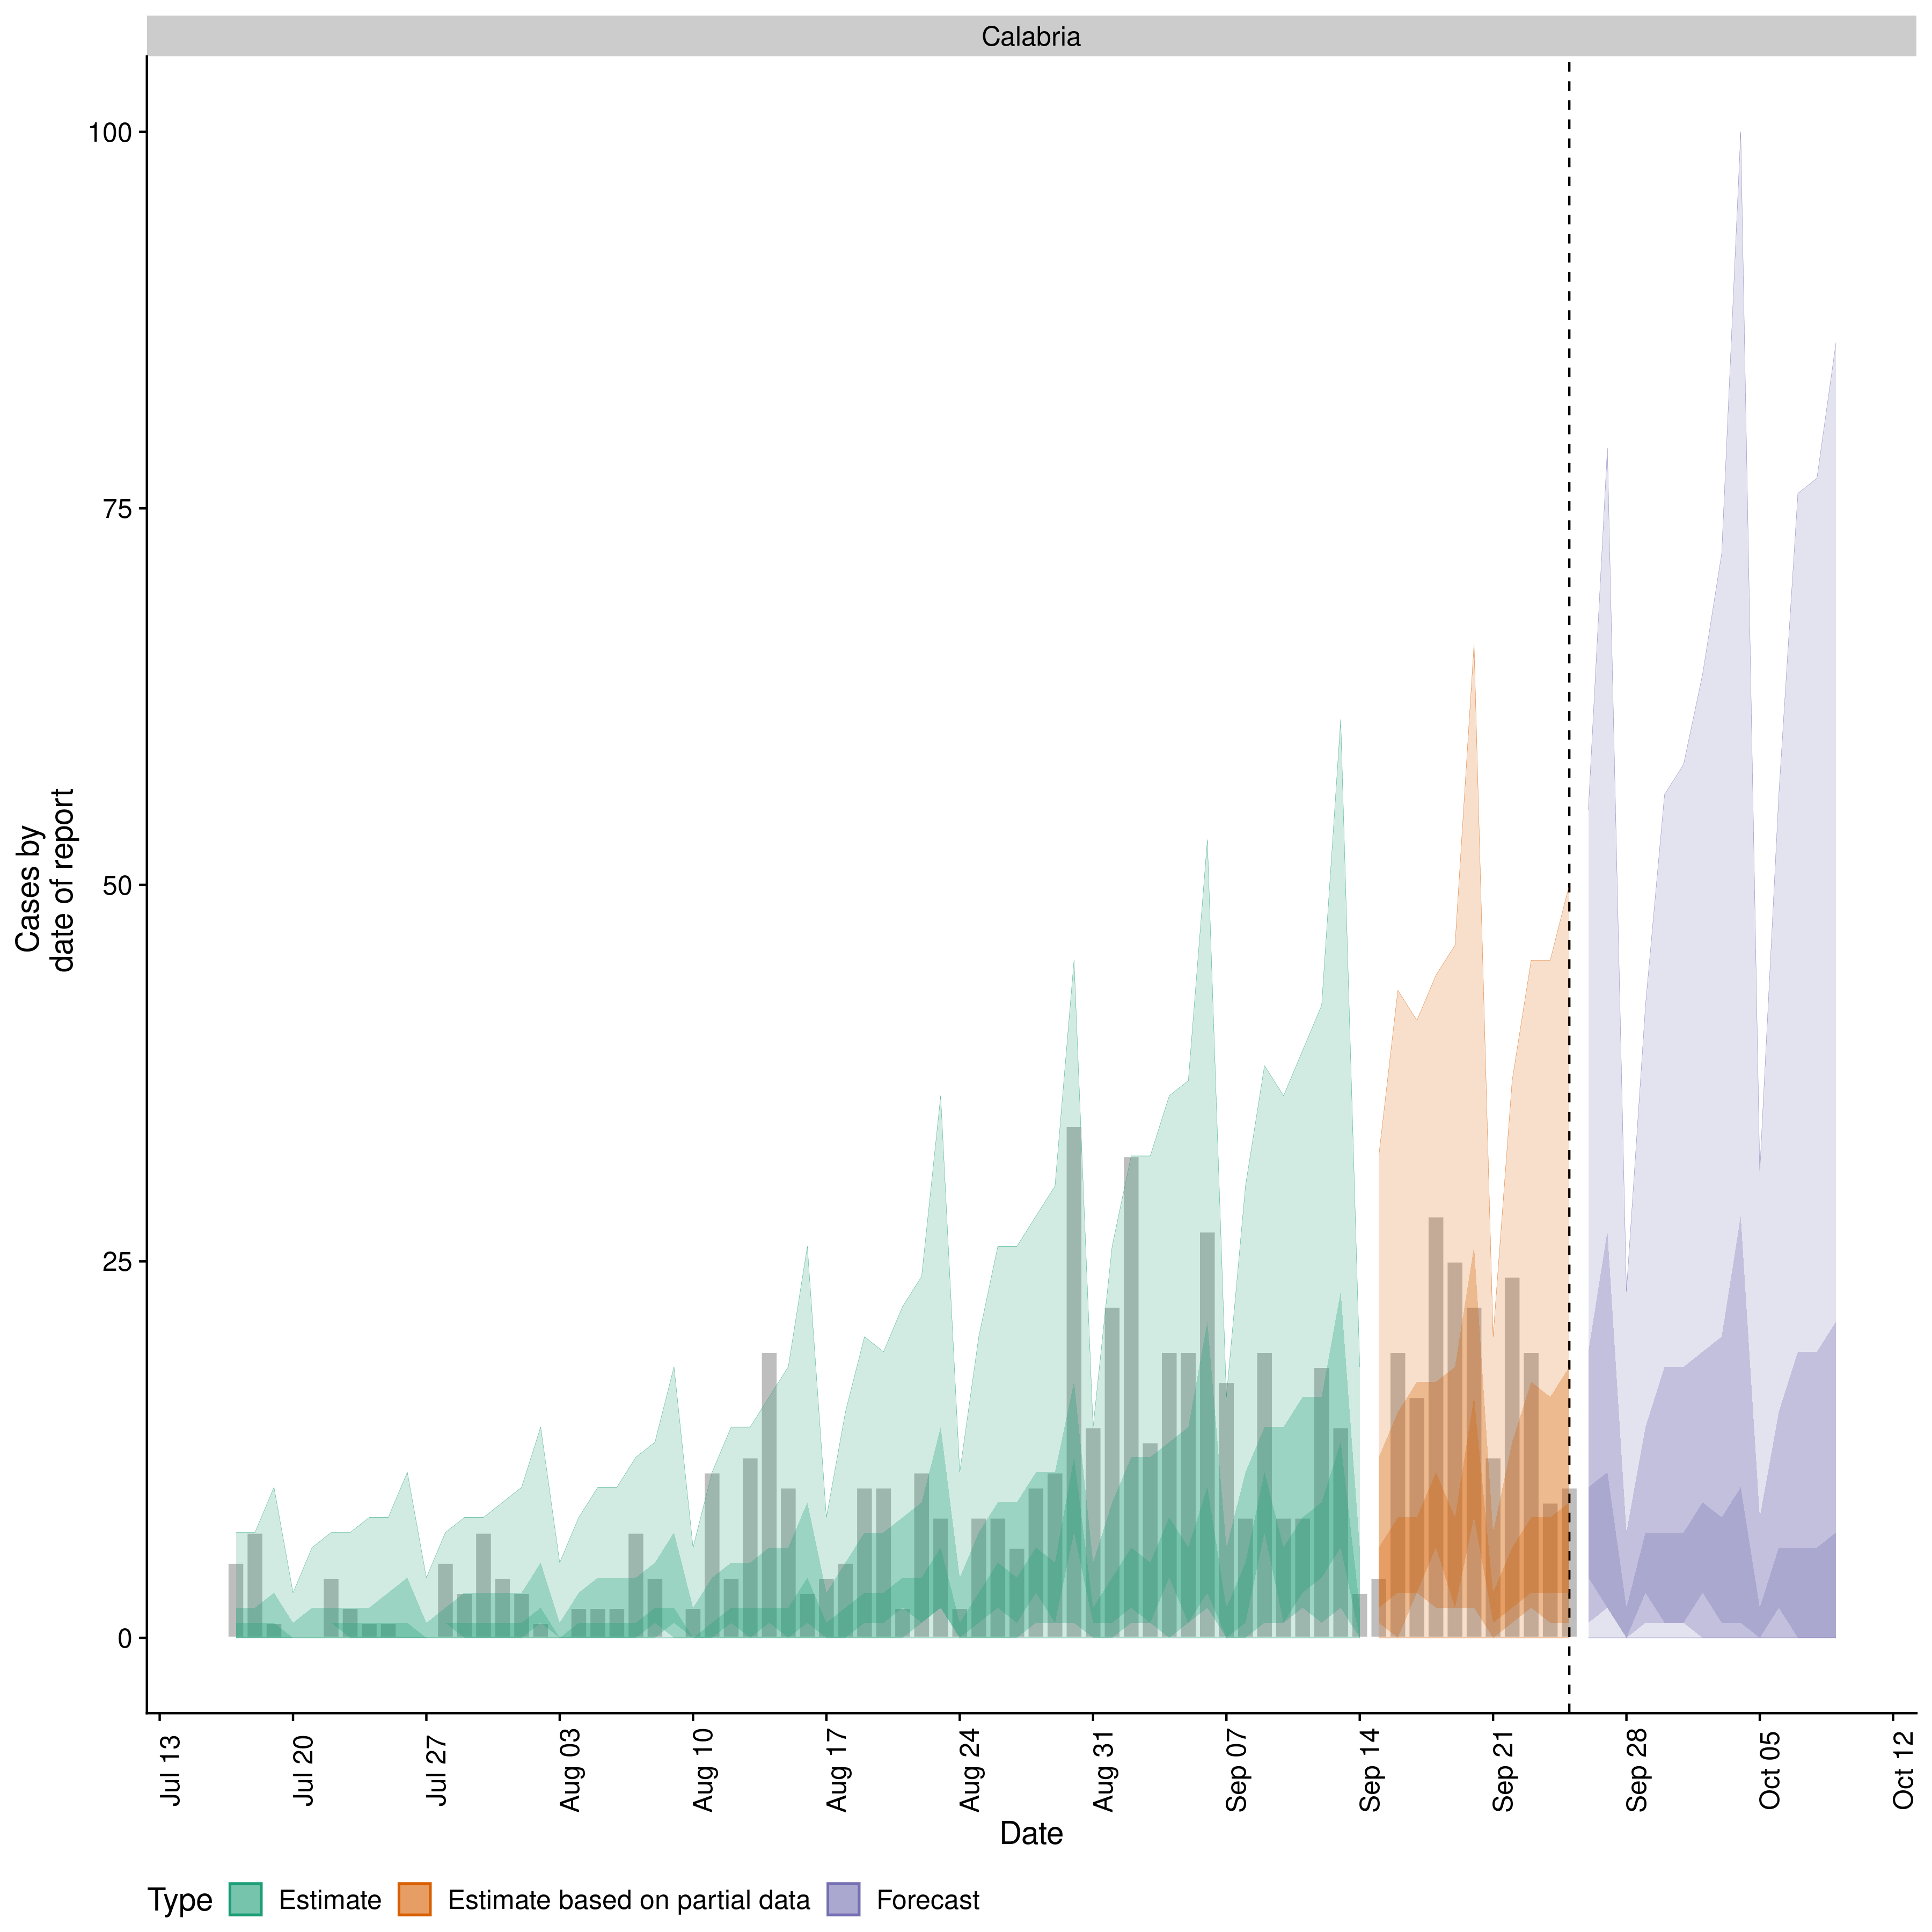 Calabria
100
75
50
25
0
Cases by
date of report
Jul 13
Jul 20
Jul 27
Aug 03
Aug 10
Aug 17
Aug 24
Aug 31
Sep 07
Sep 14
Sep 21
Sep 28
Oct 05
Oct 12
Date
Type Estimate Estimate based on partial data Forecast